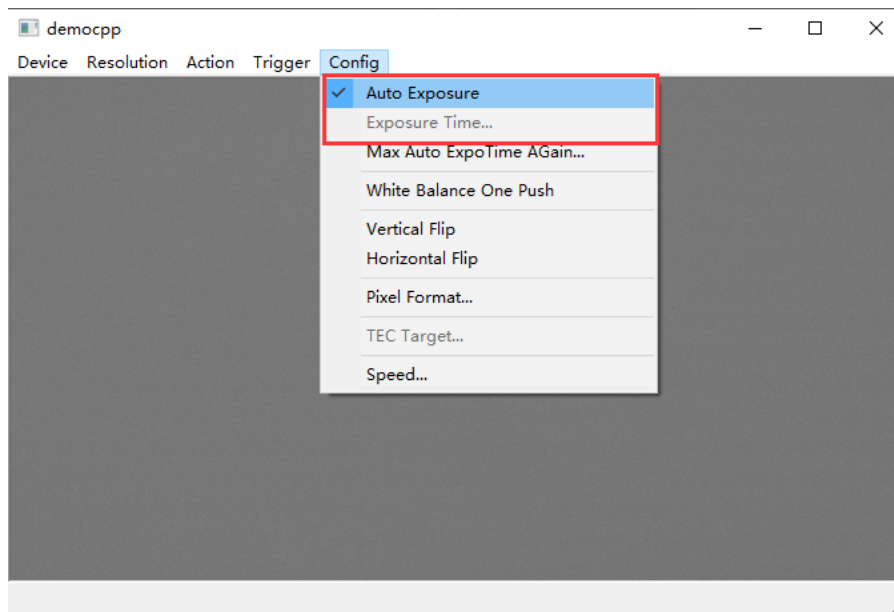 democpp
Device Resolution Action Trigger Config
Auto Exposure
Exposure Time...
Max Auto ExpoTime AGain...
White Balance One Push
Vertical Flip
Horizontal Flip
Pixel Format...
TEC Target...
Speed...